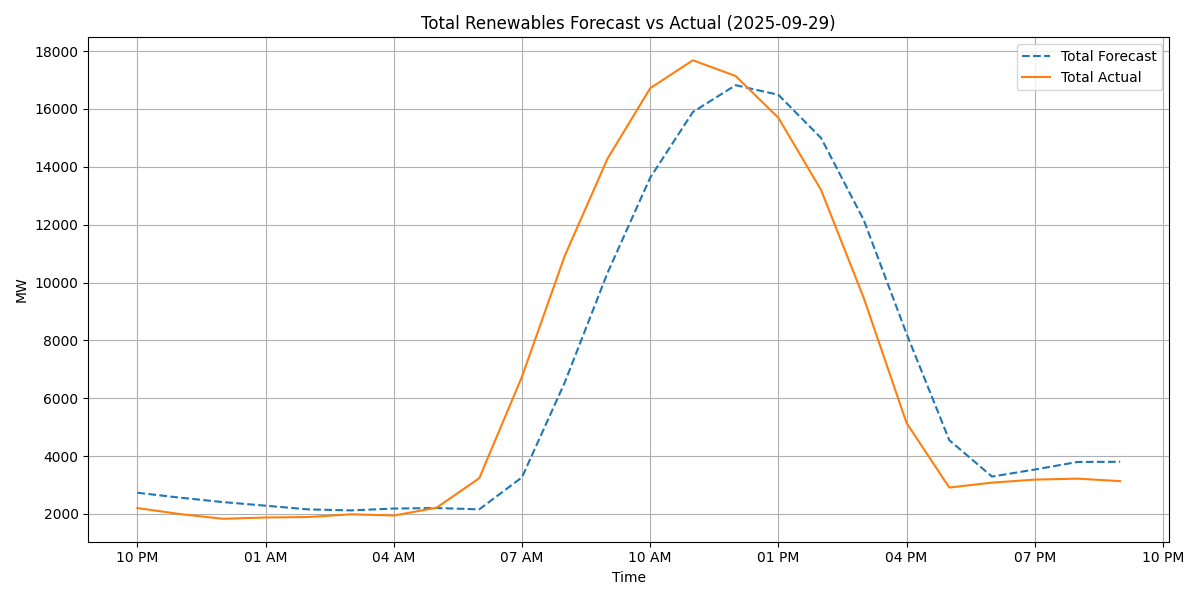 Total Renewables Forecast vs Actual (2025-09-29)
18000
16000
14000
12000
10000
8000
6000
4000
2000
MW
Total Forecast
Total Actual
10 PM
01 AM
04 AM
07 AM
10 AM
01 PM
04 PM
07 PM
10 PM
Time